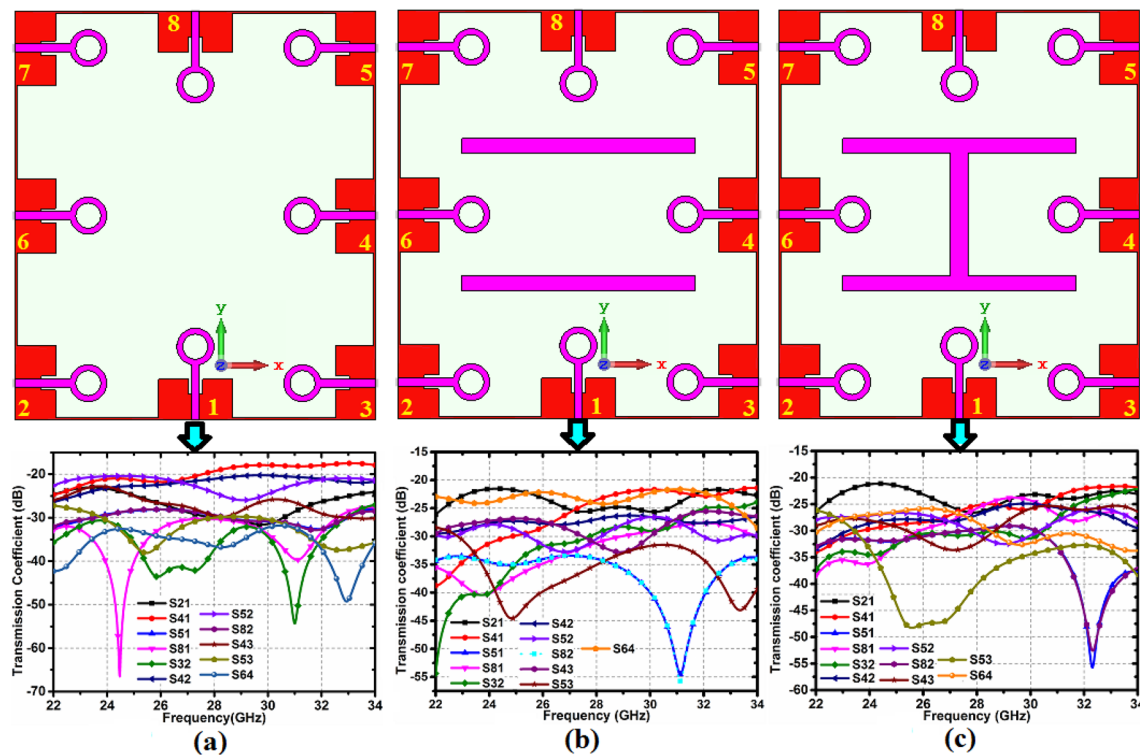 8
7
5
6
4
y
z
x
2
1
3
8
7
5
6
4
y
z
x
2
1
3
8
7
5
6
4
y
z
x
2
1
3
Transmission Coefficient (dB)
-20
-30
-40
-50
-60
-70
S21
S41
S51
S81
S32
S42
S52
S82
S43
S53
S64
22 24 26 28 30 32 34
Frequency(GHz)
(a)
Transmission coefficient (dB)
-15
-20
-25
-30
-35
-40
-45
-50
-55
S21
S41
S51
S81
S32
S42
S52
S82
S43
S53
S64
22 24 26 28 30 32 34
Frequency (GHz)
(b)
Transmission coefficient (dB)
-15
-20
-25
-30
-35
-40
-45
-50
-55
-60
S21
S41
S51
S81
S32
S42
S52
S82
S43
S53
S64
22 24 26 28 30 32 34
Frequency (GHz)
(c)